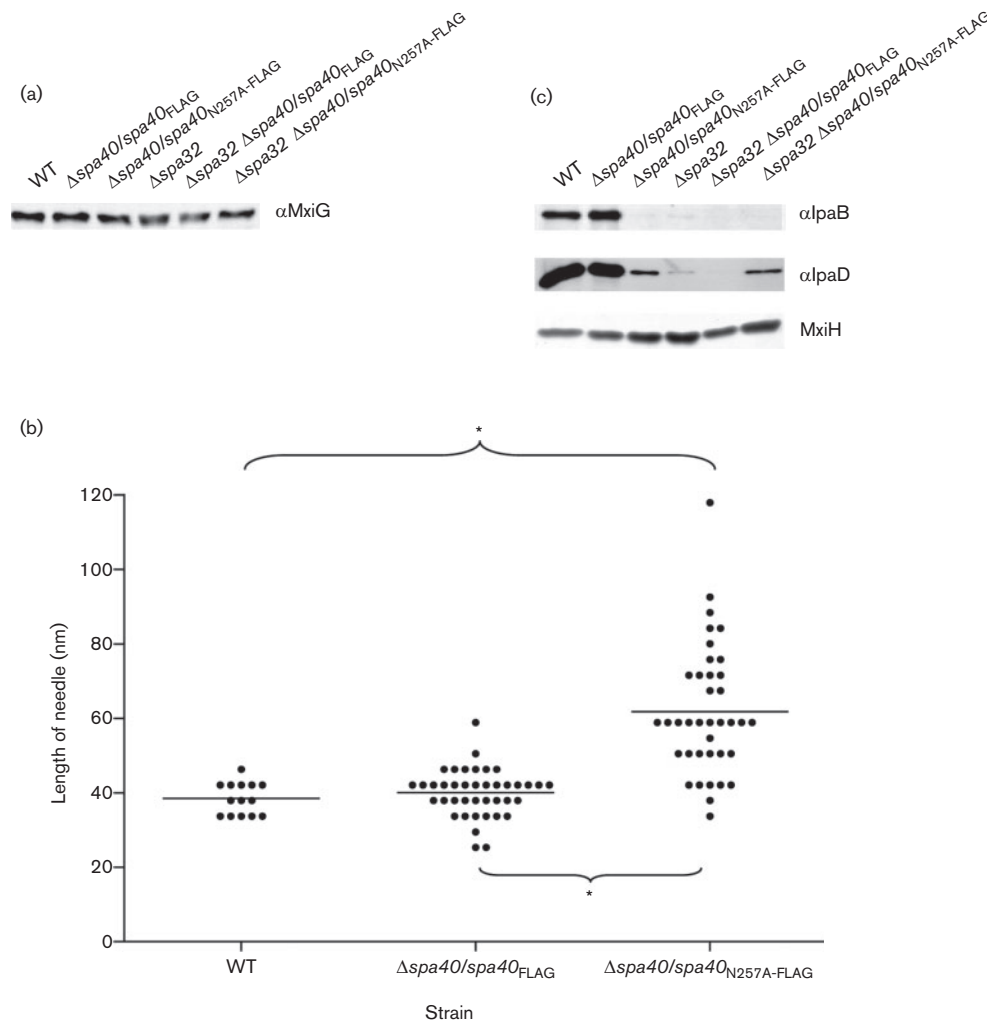 (a)
WT
Δspa40/spa40FLAG
Δspa40/spa40N257A-FLAG
Δspa32
Δspa32 Δspa40/spa40FLAG
Δspa32 Δspa40/spa40N257A-FLAG
αMxiG
(c)
WT
Δspa40/spa40FLAG
Δspa40/spa40N257A-FLAG
Δspa32
Δspa32 Δspa40/spa40FLAG
Δspa32 Δspa40/spa40N257A-FLAG
αIpaB
αIpaD
MxiH
(b)
*
120
100
80
60
40
20
0
Length of needle (nm)
*
WT
Δspa40/spa40FLAG
Δspa40/spa40N257A-FLAG
Strain